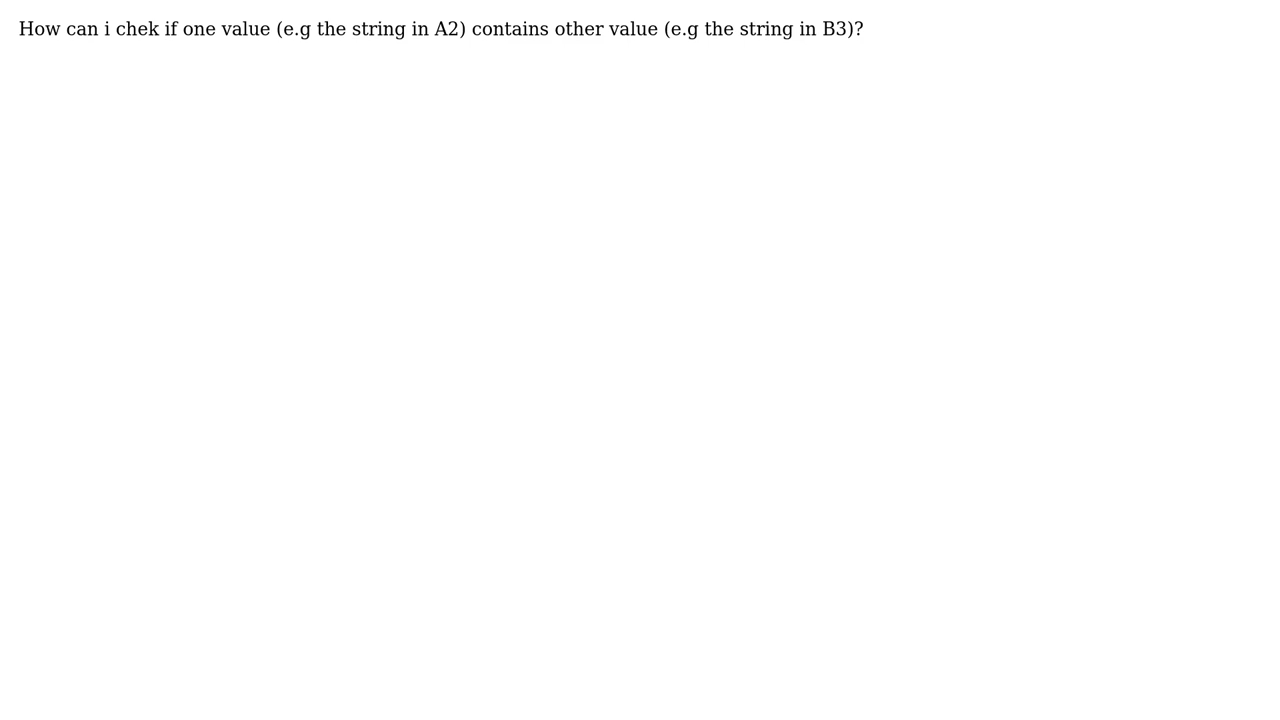 How can i chek if one value (e.g the string in A2) contains other value (e.g the string in B3)?